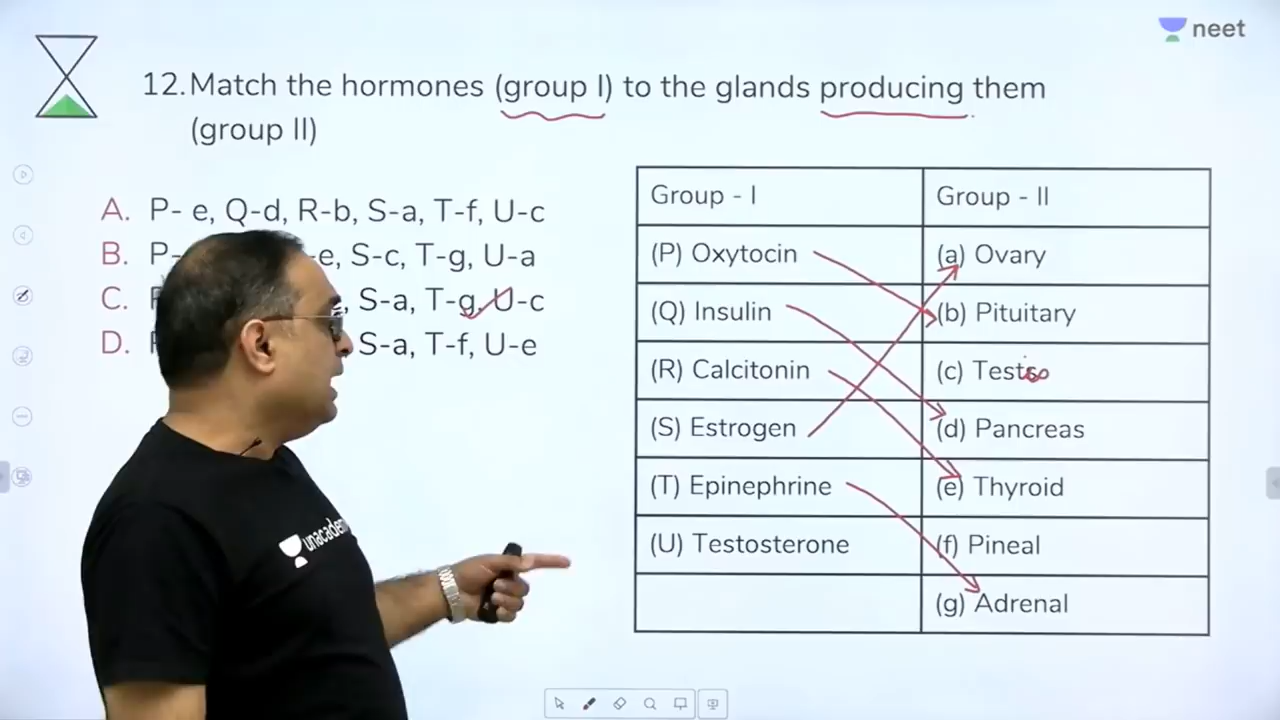 neet
12. Match the hormones (group I) to the glands producing them
(group II)
A. P- e, Q-d, R-b, S-a, T-f, U-c
B. P- -e, S-c, T-g, U-a
C. S-a, T-g, U-c
D. S-a, T-f, U-e
Group - I Group - II
(P) Oxytocin (a) Ovary
(Q) Insulin (b) Pituitary
(R) Calcitonin (c) Testis
(S) Estrogen (d) Pancreas
(T) Epinephrine (e) Thyroid
(U) Testosterone (f) Pineal
(g) Adrenal
unacademy